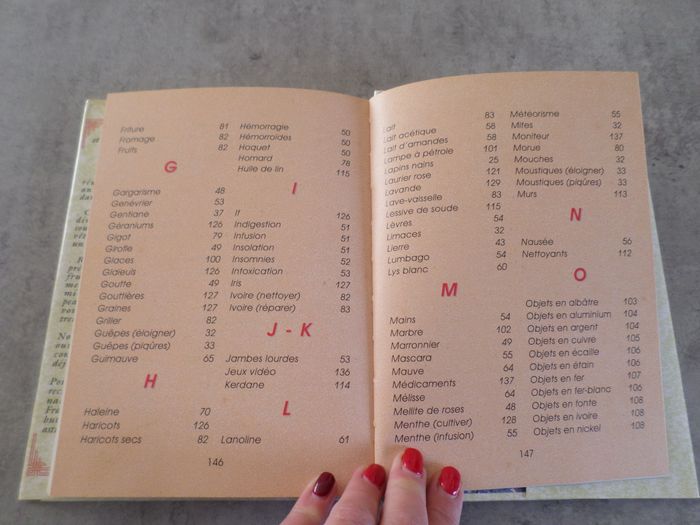 Friture 81
Fromage 82
Fruits 82
G
Gargarisme 48
Genévrier 53
Gentiane 37
Géraniums 126
Gigot 79
Girofle 49
Glaces 100
Glaïeuls 126
Goutte 49
Gouttières 127
Graines 127
Griller 82
Guêpes (éloigner) 32
Guêpes (piqûres) 33
Guimauve 65
H
Haleine 70
Haricots 126
Haricots secs 82
Hémorragie 50
Hémorroïdes 50
Hoquet 50
Homard 78
Huile de lin 115
I
If 126
Indigestion 51
Infusion 51
Insolation 51
Insomnies 52
Intoxication 53
Iris 127
Ivoire (nettoyer) 82
Ivoire (réparer) 83
J - K
Jambes lourdes 53
Jeux vidéo 136
Kerdane 114
L
Lanoline 61
146
Lait 83
Lait acétique 58
Lait d'amandes 58
Lampe à pétrole 101
Lapins nains 25
Laurier rose 121
Lavande 129
Lave-vaisselle 83
Lessive de soude 115
Lèvres 54
Limaces 32
Lierre 43
Lumbago 54
Lys blanc 60
M
Mains 54
Marbre 102
Marronnier 49
Mascara 55
Mauve 64
Médicaments 137
Mélisse 64
Mellite de roses 48
Menthe (cultiver) 128
Menthe (infusion) 55
Météorisme 55
Mites 32
Moniteur 137
Morue 80
Mouches 32
Moustiques (éloigner) 33
Moustiques (piqûres) 33
Murs 113
N
Nausée 56
Nettoyants 112
O
Objets en albâtre 103
Objets en aluminium 104
Objets en argent 104
Objets en cuivre 105
Objets en écaille 106
Objets en étain 106
Objets en fer 107
Objets en fer-blanc 106
Objets en fonte 108
Objets en ivoire 108
Objets en nickel 108
147